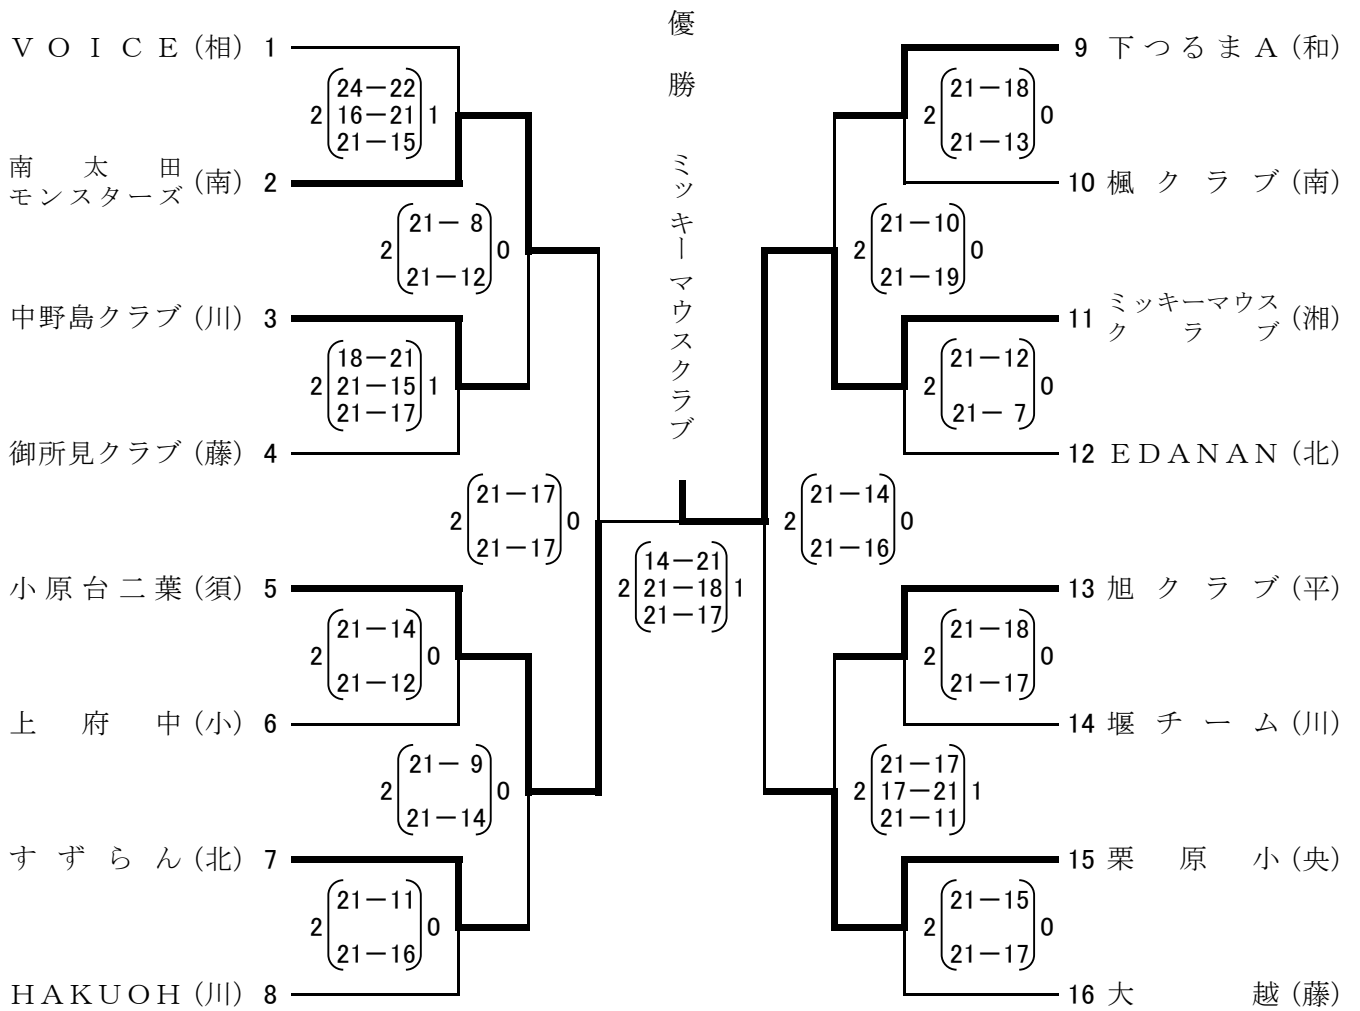 優勝 ミッキーマウスクラブ
ＶＯＩＣＥ(相) 1
24－22
2 16－21 1
21－15
南太田
モンスターズ (南) 2
21－ 8
2 0
21－12
中野島クラブ (川) 3
18－21
2 21－15 1
21－17
御所見クラブ (藤) 4
21－17
2 0
21－17
小原台二葉 (須) 5
21－14
2 0
21－12
上府中 (小) 6
21－ 9
2 0
21－14
すずらん (北) 7
21－11
2 0
21－16
ＨＡＫＵＯＨ (川) 8
14－21
2 21－18 1
21－17
9 下つるまＡ (和)
21－18
2 0
21－13
10 楓クラブ (南)
21－10
2 0
21－19
11 ミッキーマウス
クラブ (湘)
21－12
2 0
21－ 7
12 ＥＤＡＮＡＮ (北)
21－14
2 0
21－16
13 旭クラブ (平)
21－18
2 0
21－17
14 堰チーム (川)
21－17
2 17－21 1
21－11
15 栗原小 (央)
21－15
2 0
21－17
16 大越 (藤)